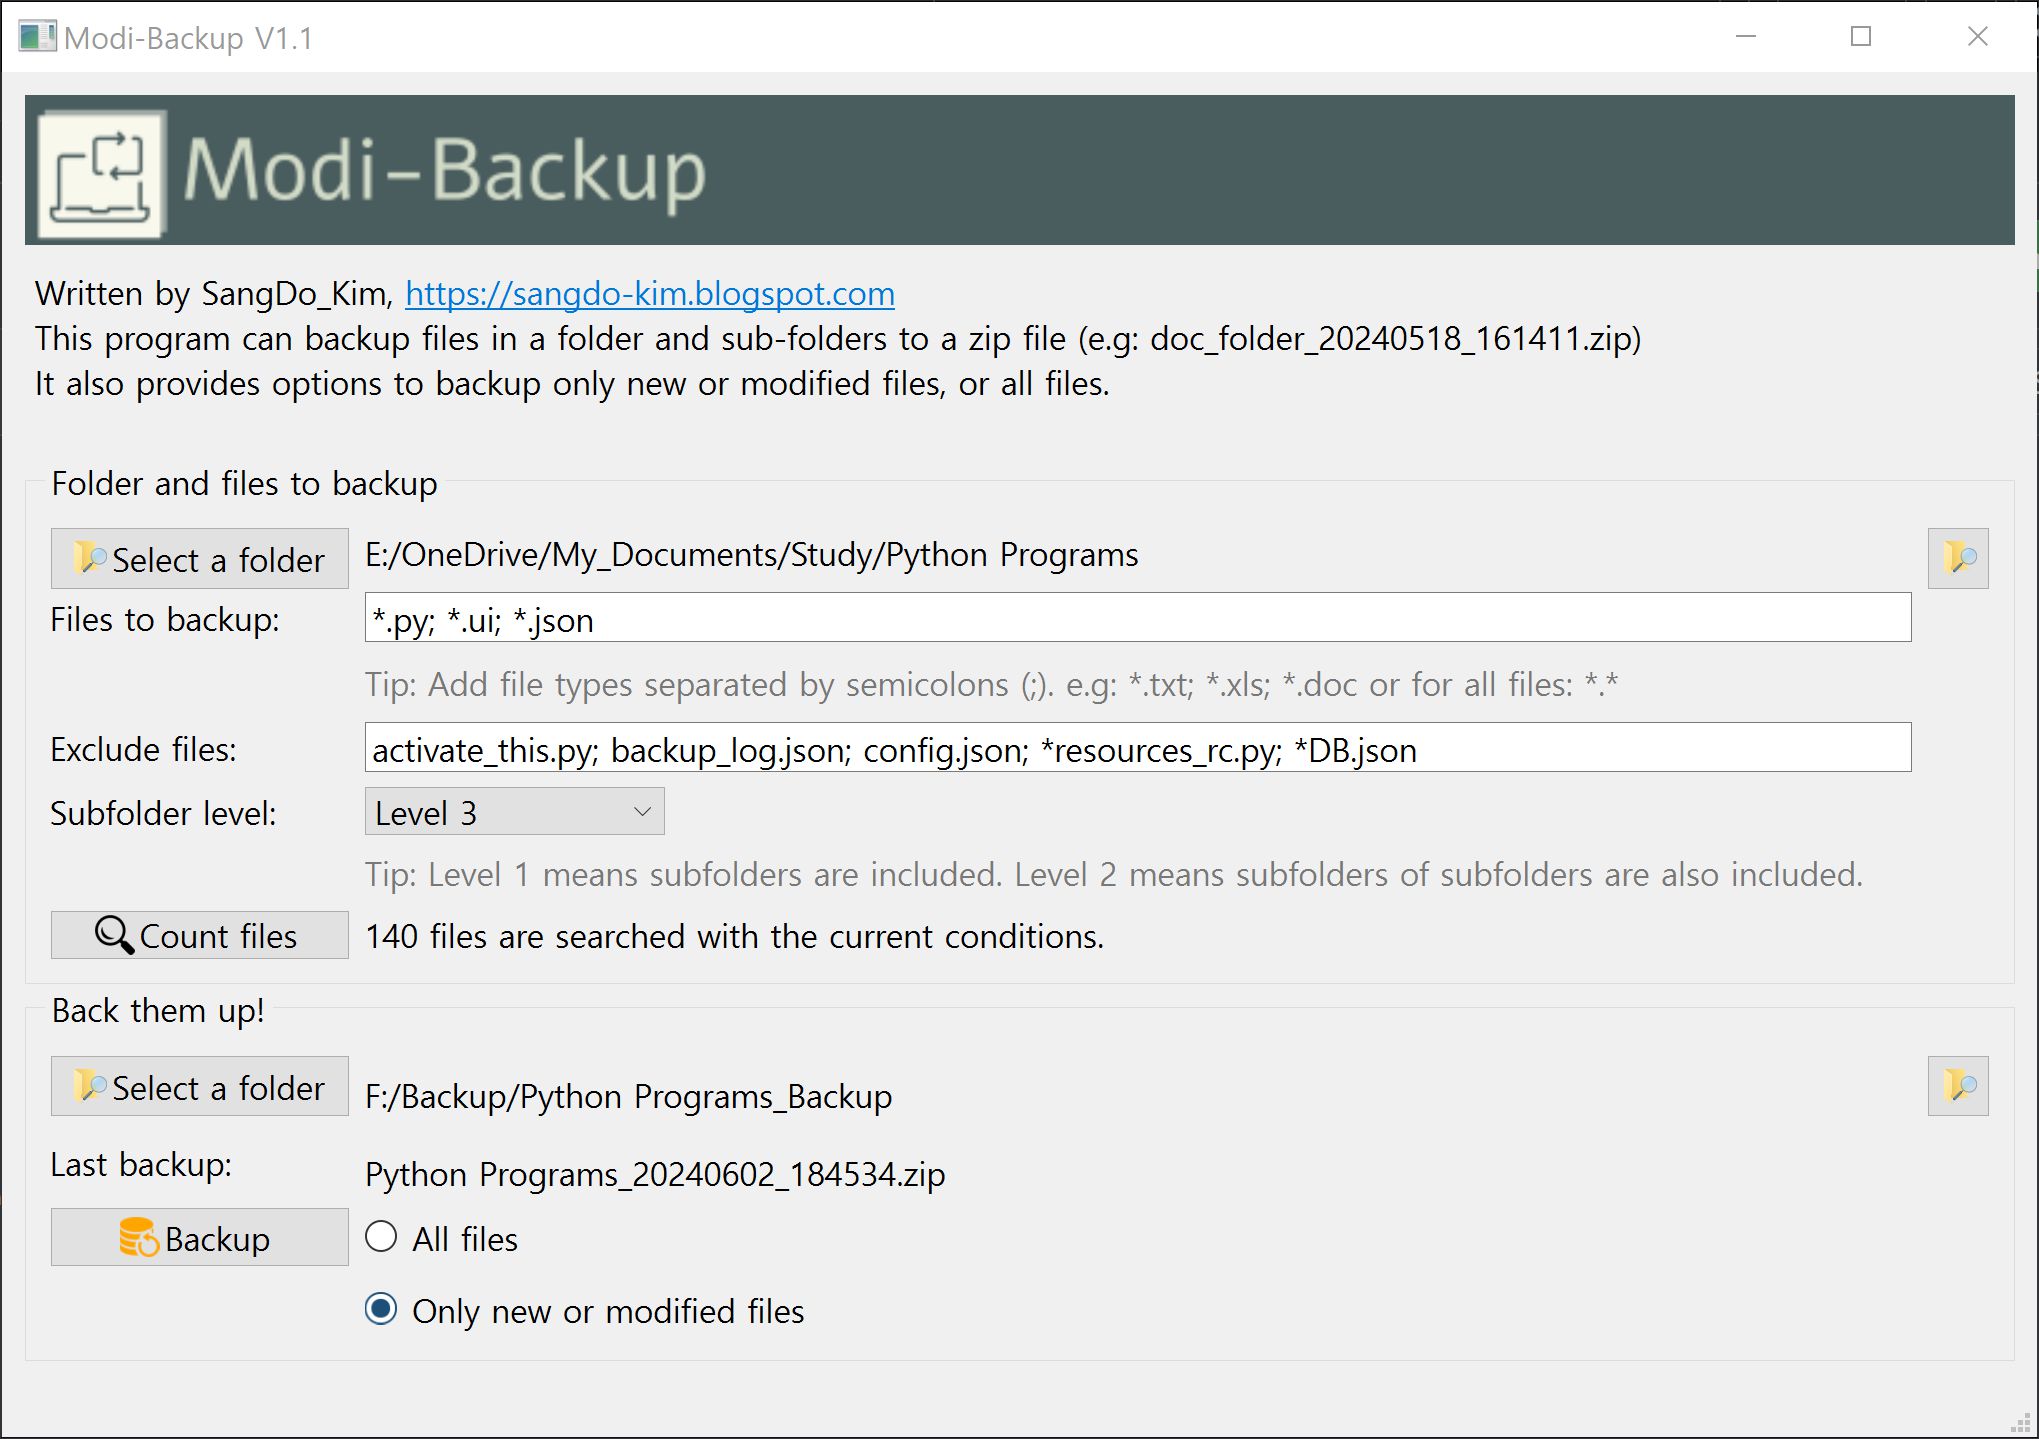 Modi-Backup V1.1
Modi-Backup
Written by SangDo_Kim, https://sangdo-kim.blogspot.com
This program can backup files in a folder and sub-folders to a zip file (e.g: doc_folder_20240518_161411.zip)
It also provides options to backup only new or modified files, or all files.
Folder and files to backup
Select a folder E:/OneDrive/My_Documents/Study/Python Programs
Files to backup: *.py; *.ui; *.json
Tip: Add file types separated by semicolons (;). e.g: *.txt; *.xls; *.doc or for all files: *.*
Exclude files: activate_this.py; backup_log.json; config.json; *resources_rc.py; *DB.json
Subfolder level: Level 3
Tip: Level 1 means subfolders are included. Level 2 means subfolders of subfolders are also included.
Count files 140 files are searched with the current conditions.
Back them up!
Select a folder F:/Backup/Python Programs_Backup
Last backup: Python Programs_20240602_184534.zip
Backup All files
Only new or modified files